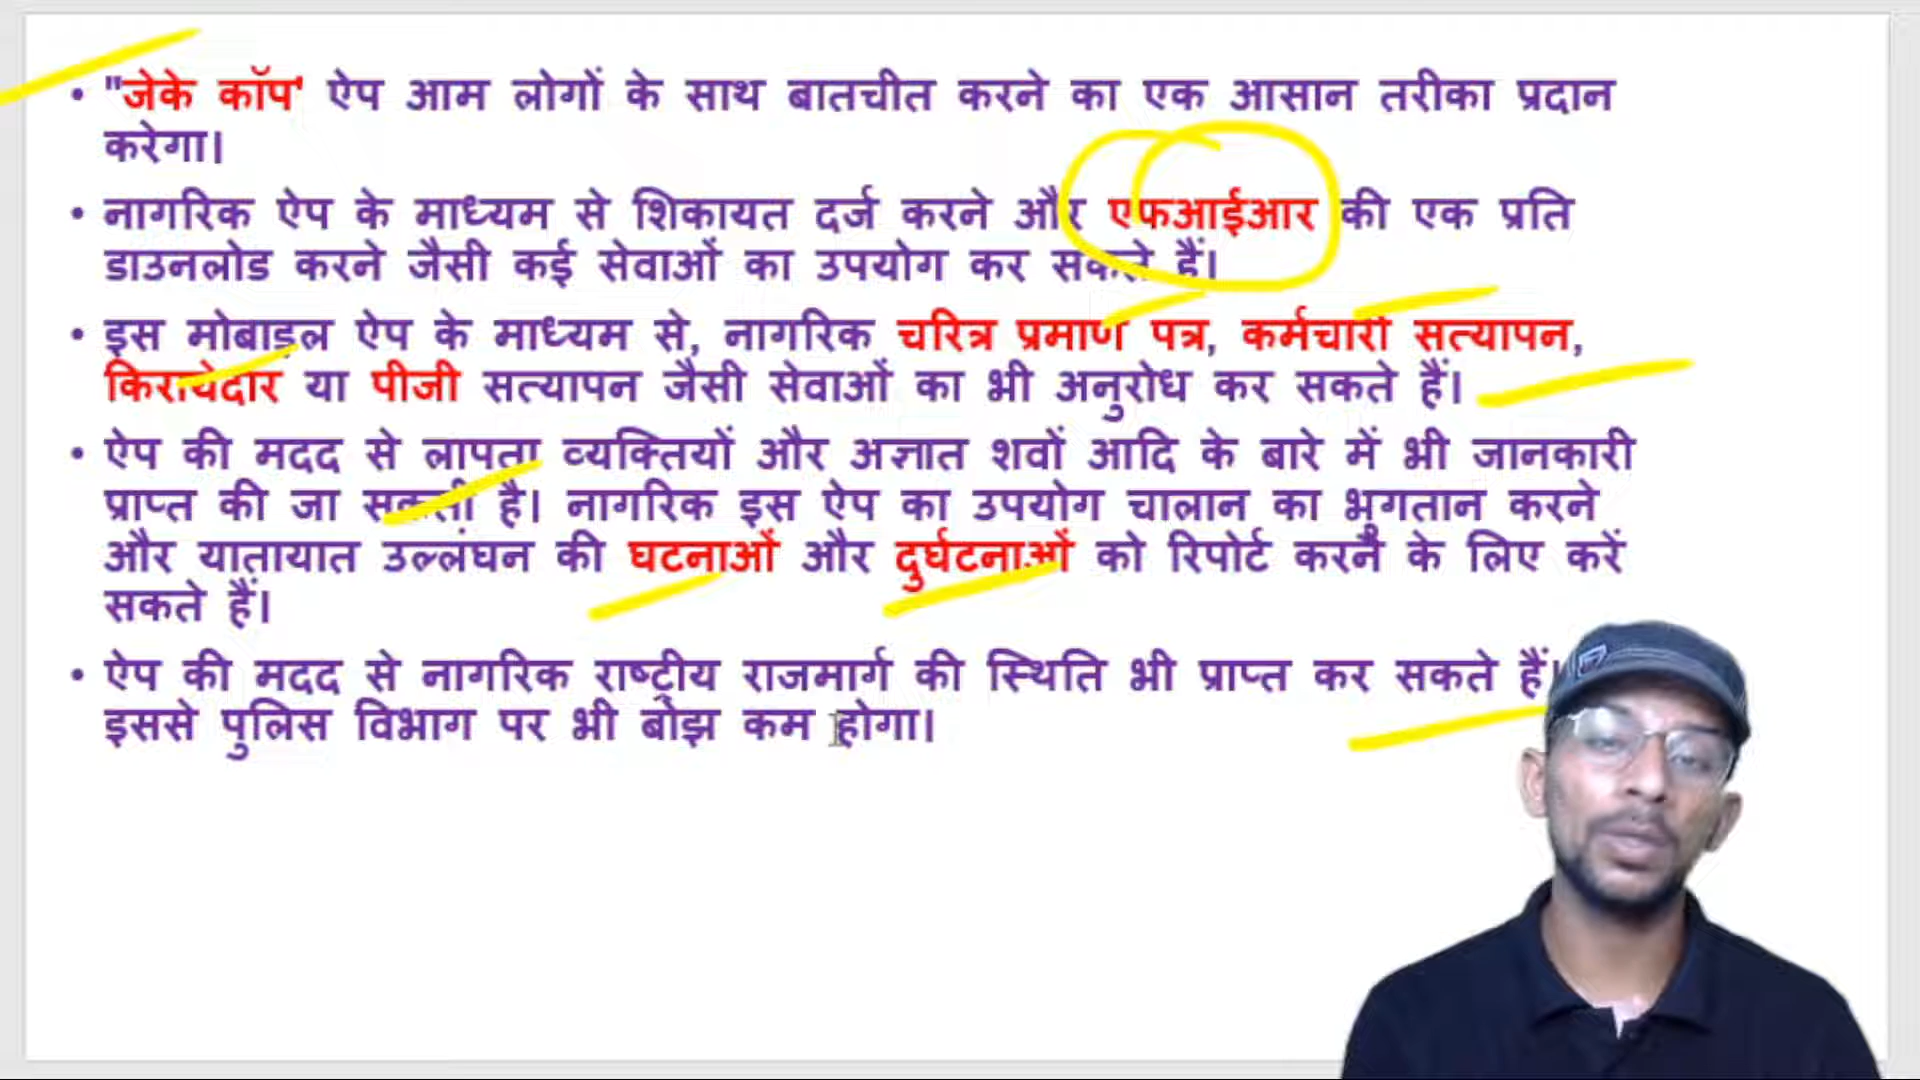 • "जेके कॉप' ऐप आम लोगों के साथ बातचीत करने का एक आसान तरीका प्रदान
करेगा।
• नागरिक ऐप के माध्यम से शिकायत दर्ज करने और एफआईआर की एक प्रति
डाउनलोड करने जैसी कई सेवाओं का उपयोग कर सकते हैं।
• इस मोबाइल ऐप के माध्यम से, नागरिक चरित्र प्रमाण पत्र, कर्मचारी सत्यापन,
किरायेदार या पीजी सत्यापन जैसी सेवाओं का भी अनुरोध कर सकते हैं।
• ऐप की मदद से लापता व्यक्तियों और अज्ञात शवों आदि के बारे में भी जानकारी
प्राप्त की जा सकती है। नागरिक इस ऐप का उपयोग चालान का भुगतान करने
और यातायात उल्लंघन की घटनाओं और दुर्घटनाओं को रिपोर्ट करने के लिए करें
सकते हैं।
• ऐप की मदद से नागरिक राष्ट्रीय राजमार्ग की स्थिति भी प्राप्त कर सकते हैं।
इससे पुलिस विभाग पर भी बोझ कम होगा।